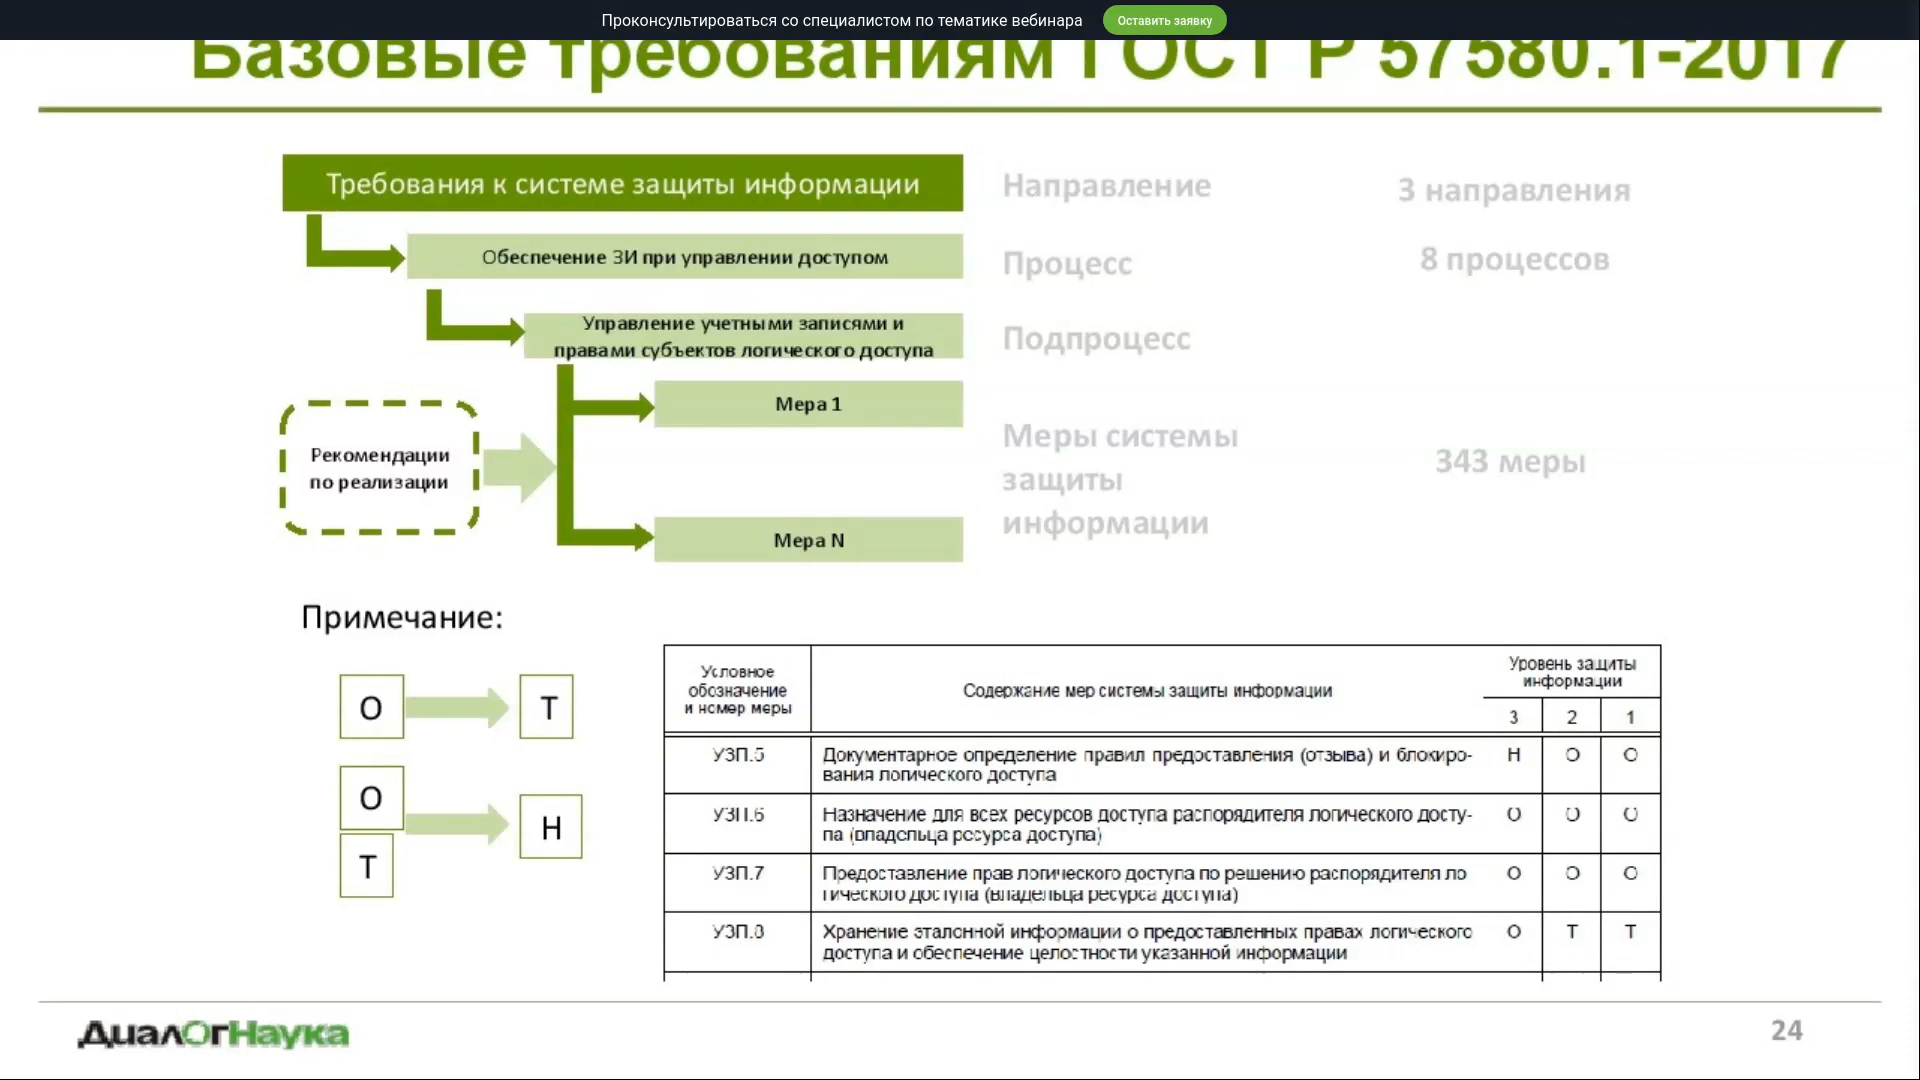 Проконсультироваться со специалистом по тематике вебинара
Оставить заявку
Базовые требованиям ГОСТ Р 57580.1-2017
Требования к системе защиты информации
Направление
3 направления
Обеспечение ЗИ при управлении доступом
Процесс
8 процессов
Управление учетными записями и
правами субъектов логического доступа
Подпроцесс
Мера 1
Рекомендации
по реализации
Меры системы
защиты
информации
343 меры
Мера N
Примечание:
О
Т
О
Т
Н
Условное
обозначение
и номер меры
Содержание мер системы защиты информации
Уровень защиты
информации
3 2 1
УЗП.5
Документарное определение правил предоставления (отзыва) и блокиро-
вания логического доступа
Н О О
УЗП.6
Назначение для всех ресурсов доступа распорядителя логического досту-
па (владельца ресурса доступа)
О О О
УЗП.7
Предоставление прав логического доступа по решению распорядителя ло
гического доступа (владельца ресурса доступа)
О О О
УЗП.8
Хранение эталонной информации о предоставленных правах логического
доступа и обеспечение целостности указанной информации
О Т Т
ДиалОгНаука
24